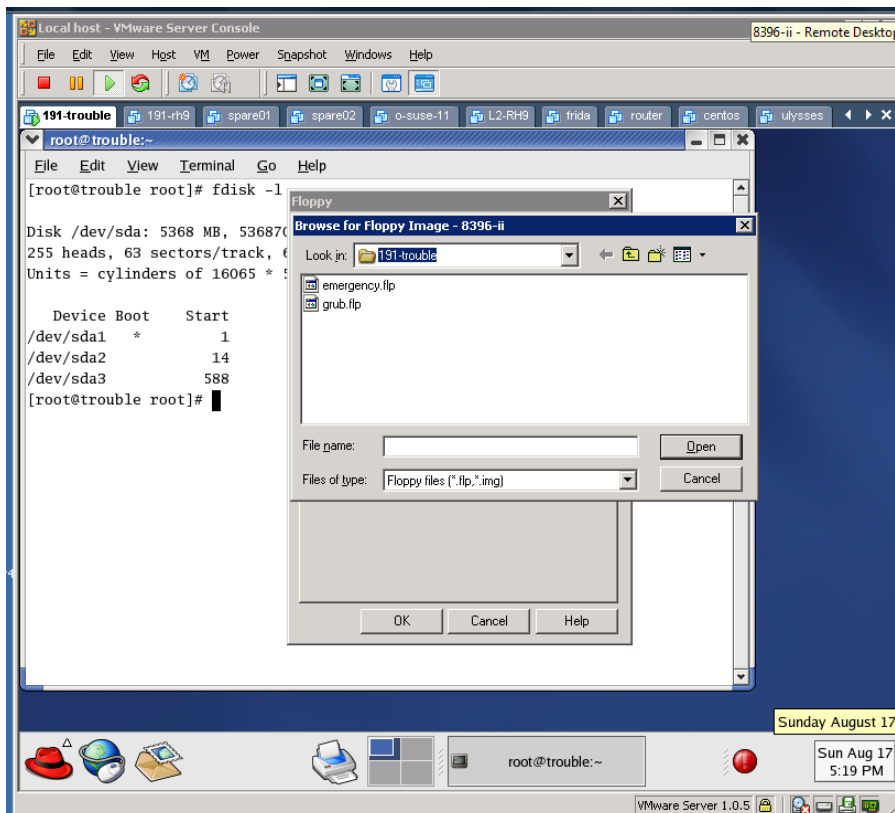 Local host - VMware Server Console
8396-ii - Remote Desktop
File Edit View Host VM Power Snapshot Windows Help
191-trouble 191-rh9 spare01 spare02 o-suse-11 L2-RH9 frida router centos ulysses
root@trouble:~
File Edit View Terminal Go Help
[root@trouble root]# fdisk -l
Disk /dev/sda: 5368 MB, 53687
255 heads, 63 sectors/track,
Units = cylinders of 16065 *
Device Boot Start
/dev/sda1 * 1
/dev/sda2 14
/dev/sda3 588
[root@trouble root]#
Floppy
Browse for Floppy Image - 8396-ii
Look in: 191-trouble
emergency.flp
grub.flp
File name:
Open
Files of type: Floppy files (*.flp,*.img)
Cancel
OK Cancel Help
Sunday August 17
root@trouble:~
Sun Aug 17
5:19 PM
VMware Server 1.0.5